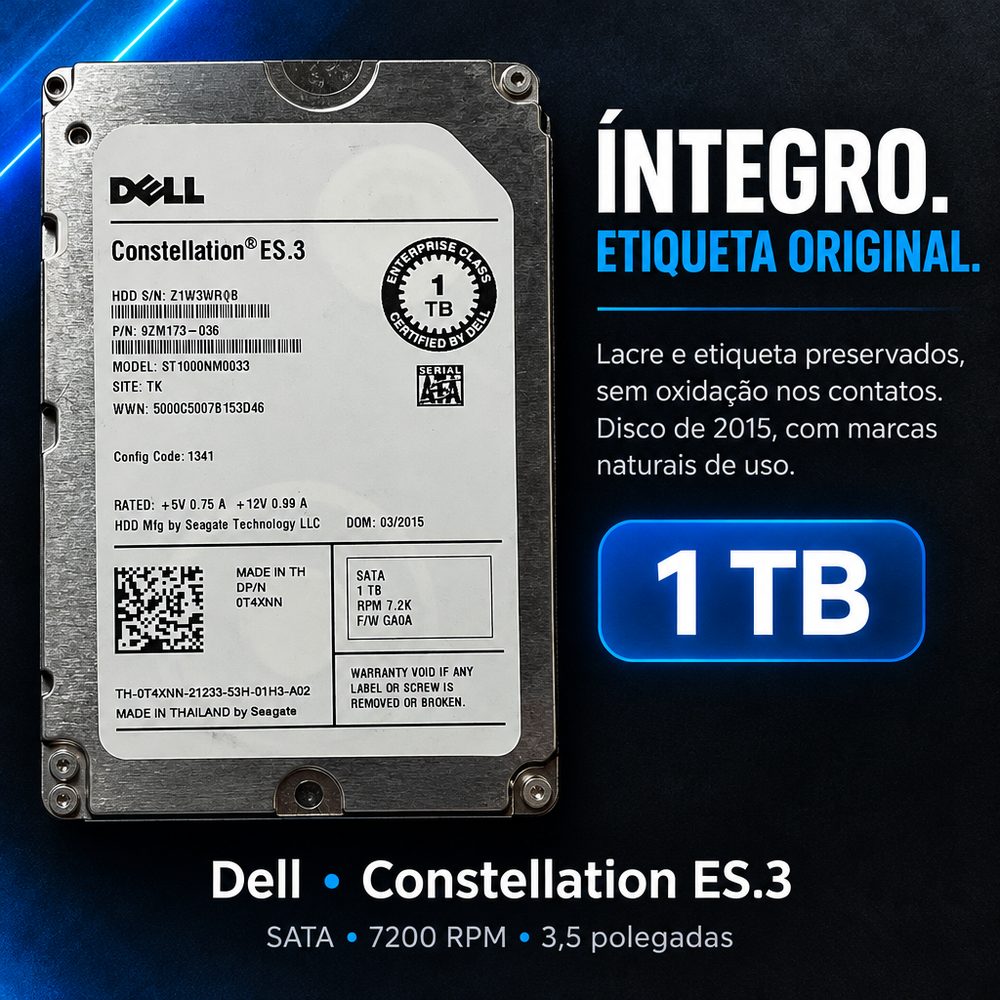 DELL
Constellation® ES.3
ENTERPRISE CLASS
1
TB
CERTIFIED BY DELL
HDD S/N: Z1W3WRQB
P/N: 9ZM173-036
MODEL: ST1000NM0033
SITE: TK
WWN: 5000C5007B153D46
SERIAL
ATA
Config Code: 1341
RATED: +5V 0.75 A +12V 0.99 A
HDD Mfg by Seagate Technology LLC DOM: 03/2015
MADE IN TH
DP/N
0T4XNN
SATA
1 TB
RPM 7.2K
F/W GA0A
TH-0T4XNN-21233-53H-01H3-A02
MADE IN THAILAND by Seagate
WARRANTY VOID IF ANY
LABEL OR SCREW IS
REMOVED OR BROKEN.
ÍNTEGRO.
ETIQUETA ORIGINAL.
Lacre e etiqueta preservados,
sem oxidação nos contatos.
Disco de 2015, com marcas
naturais de uso.
1 TB
Dell • Constellation ES.3
SATA • 7200 RPM • 3,5 polegadas